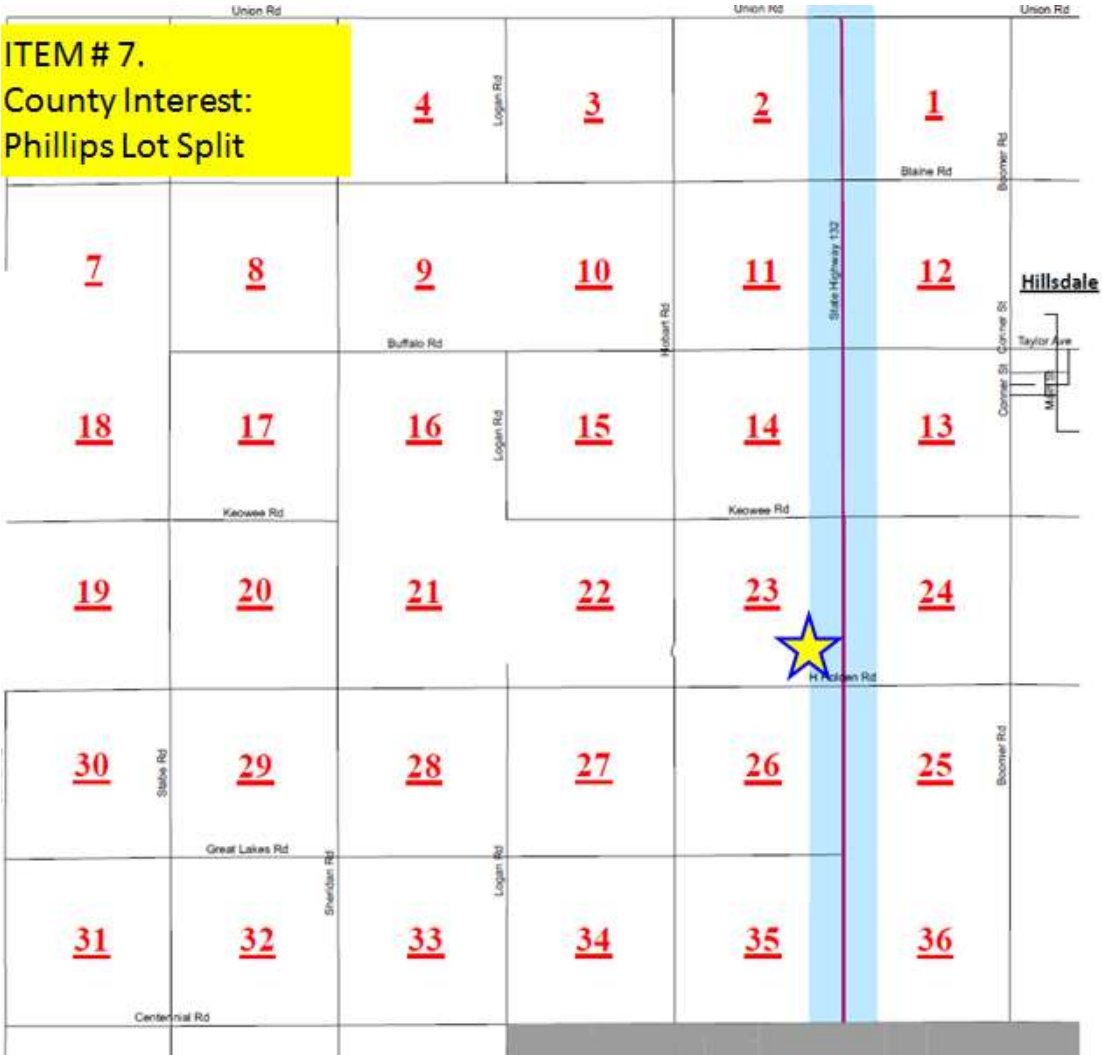 Union Rd
Union Rd
Union Rd
ITEM # 7.
County Interest:
Phillips Lot Split
4
Logan Rd
3
2
1
Boomer Rd
Blaine Rd
7
8
9
10
11
State Highway 132
12
Hillsdale
Hobart Rd
Conner St
Buffalo Rd
Taylor Ave
Conner St
Main St
18
17
16
Logan Rd
15
14
13
Keowee Rd
Keowee Rd
19
20
21
22
23
24
30
Stabe Rd
29
28
27
26
25
Boomer Rd
Great Lakes Rd
Sheridan Rd
Logan Rd
31
32
33
34
35
36
Centennial Rd